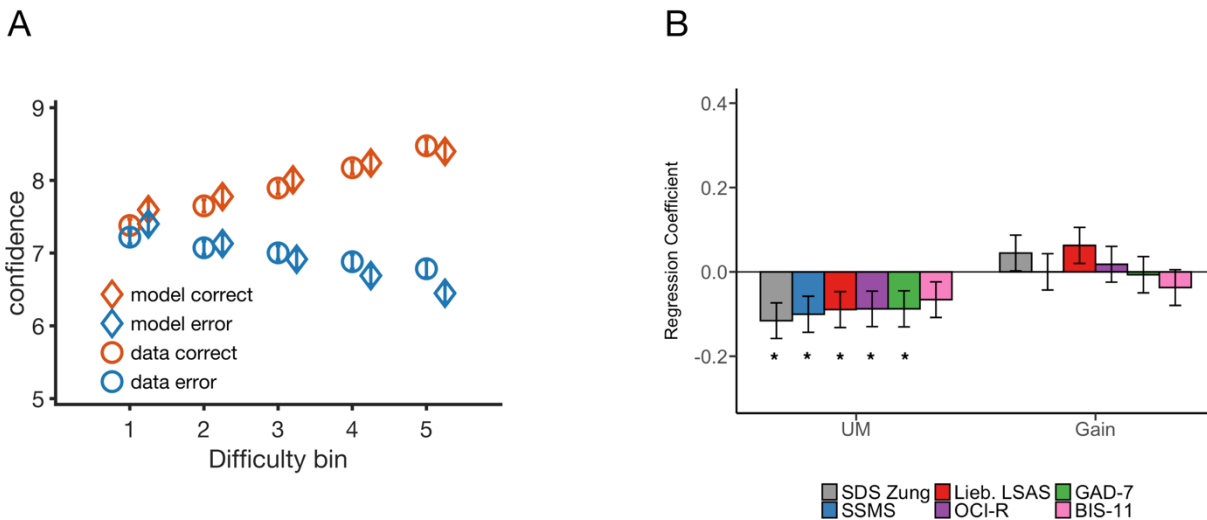 A
9
8
7
6
5
confidence
model correct
model error
data correct
data error
1 2 3 4 5
Difficulty bin
B
0.4
0.2
0.0
-0.2
Regression Coefficient
* * * * *
UM Gain
SDS Zung Lieb. LSAS GAD-7
SSMS OCI-R BIS-11